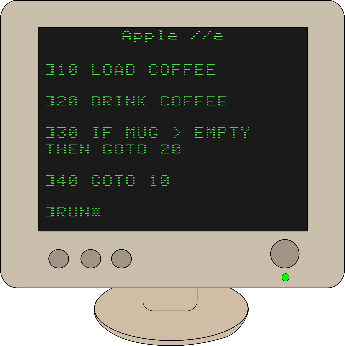 Apple //e
]10 LOAD COFFEE
]20 DRINK COFFEE
]30 IF MUG > EMPTY
THEN GOTO 20
]40 GOTO 10
]RUN